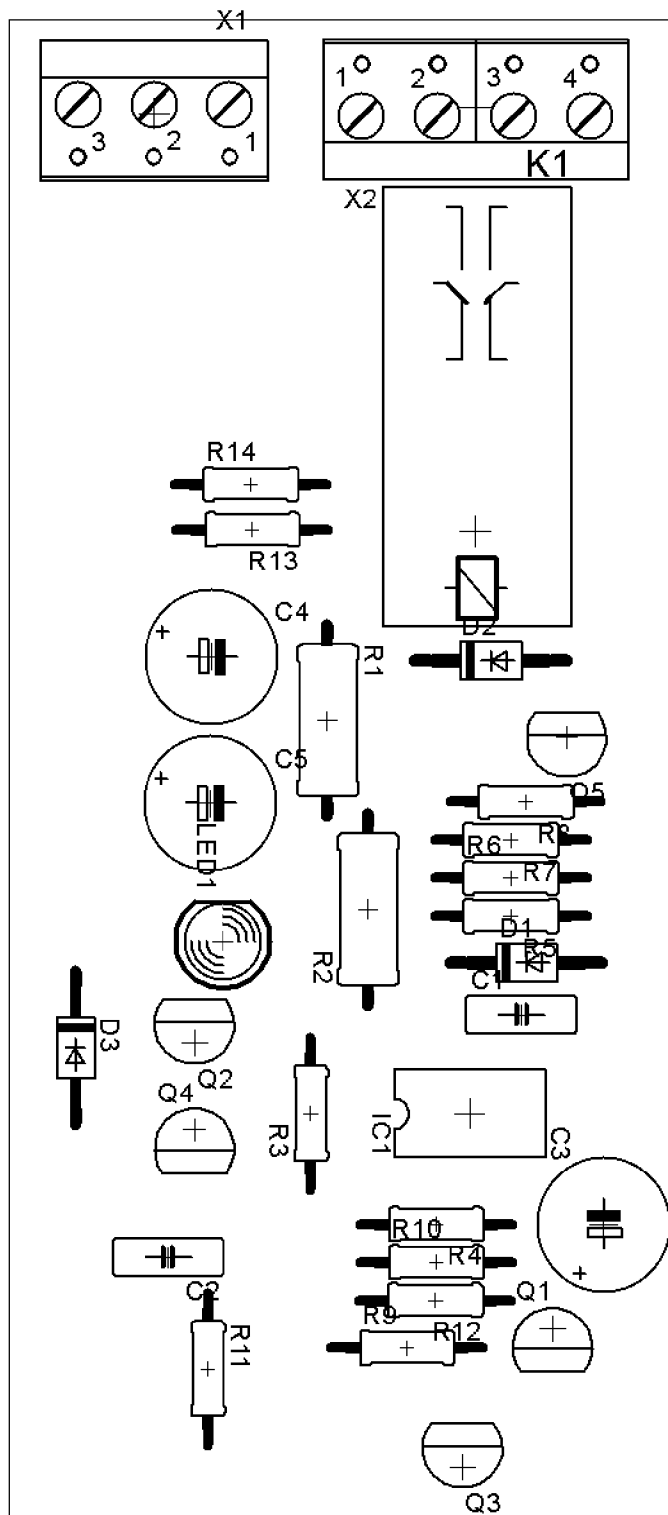 X1
1 2 3 4
3 2 1
K1
X2
R14
R13
C4
D2
R1
C5
Q5
LED1
R6
R7
D1
R5
R2
C1
D3
Q2
Q4
R3
IC1
C3
R10
R4
C2
Q1
R9
R12
R11
Q3
+
+
+